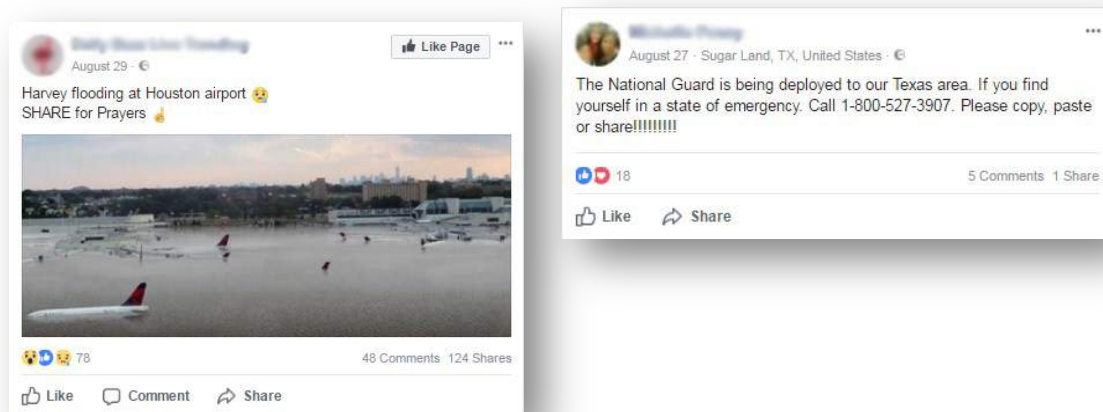 Like Page
August 29
Harvey flooding at Houston airport 😢
SHARE for Prayers ☝
78
48 Comments 124 Shares
Like Comment Share
August 27 · Sugar Land, TX, United States ·
The National Guard is being deployed to our Texas area. If you find
yourself in a state of emergency. Call 1-800-527-3907. Please copy, paste
or share!!!!!!!!!
18
5 Comments 1 Share
Like Share